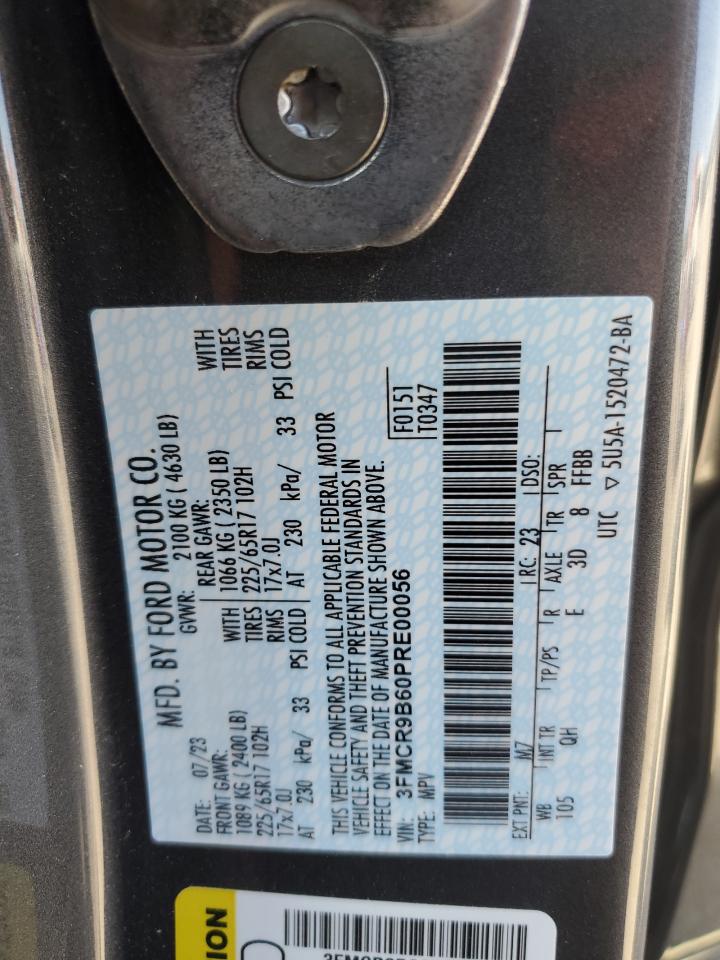 MFD. BY FORD MOTOR CO.
DATE: 07/23 GVWR: 2100 KG ( 4630 LB)
FRONT GAWR: REAR GAWR:
1089 KG ( 2400 LB) WITH 1066 KG ( 2350 LB) WITH
225/65R17 102H TIRES 225/65R17 102H TIRES
17x7.0J RIMS 17x7.0J RIMS
AT 230 kPa/ 33 PSI COLD AT 230 kPa/ 33 PSI COLD
THIS VEHICLE CONFORMS TO ALL APPLICABLE FEDERAL MOTOR
VEHICLE SAFETY AND THEFT PREVENTION STANDARDS IN
EFFECT ON THE DATE OF MANUFACTURE SHOWN ABOVE.
VIN: 3FMCR9B60PRE00056 F0151
TYPE: MPV T0347
EXT PNT: M7 RC: 23 DSO:
WB INT TR TP/PS R AXLE TR SPR
105 QH E 3D 8 FFBB
UTC ▽ 5U5A-1520472-BA
ION